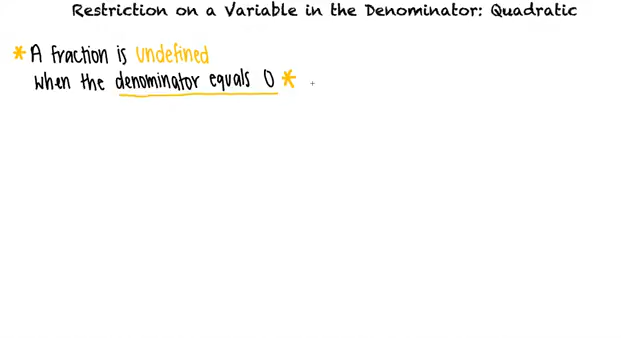 Restriction on a Variable in the Denominator: Quadratic
* A fraction is undefined
when the denominator equals 0 *